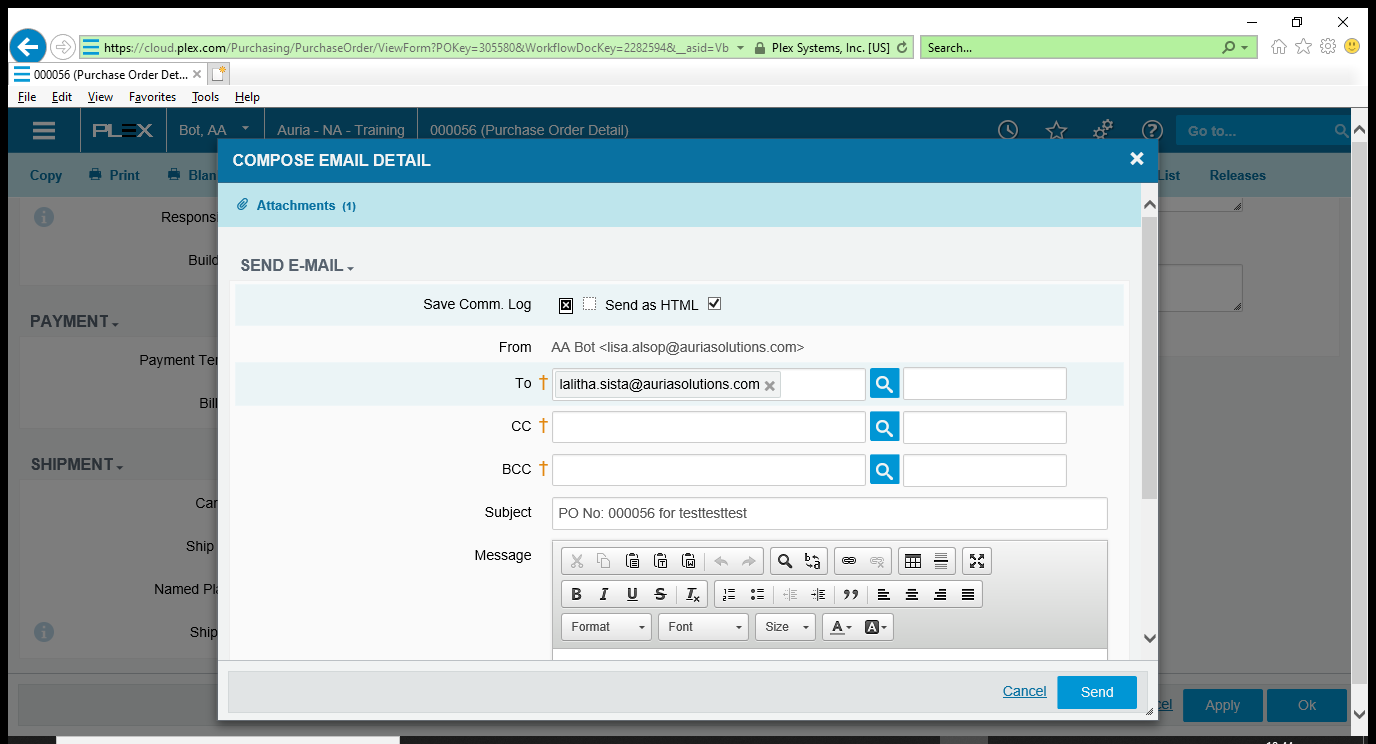 https://cloud.plex.com/Purchasing/PurchaseOrder/ViewForm?POKey=305580&WorkflowDocKey=2282594&__asid=Vb
Plex Systems, Inc. [US]
Search...
000056 (Purchase Order Det...
File Edit View Favorites Tools Help
PLEX Bot, AA Auria - NA - Training 000056 (Purchase Order Detail) Go to...
COMPOSE EMAIL DETAIL
Copy Print Blan List Releases
Attachments (1)
Respons
Build
SEND E-MAIL
Save Comm. Log Send as HTML
PAYMENT
From AA Bot <lisa.alsop@auriasolutions.com>
Payment Ter
To † lalitha.sista@auriasolutions.com
Bill
CC †
SHIPMENT
BCC †
Car
Subject PO No: 000056 for testtesttest
Ship
Message
Named Pla
B I U S Tx
Ship
Format Font Size A A
Cancel Send
cel Apply Ok